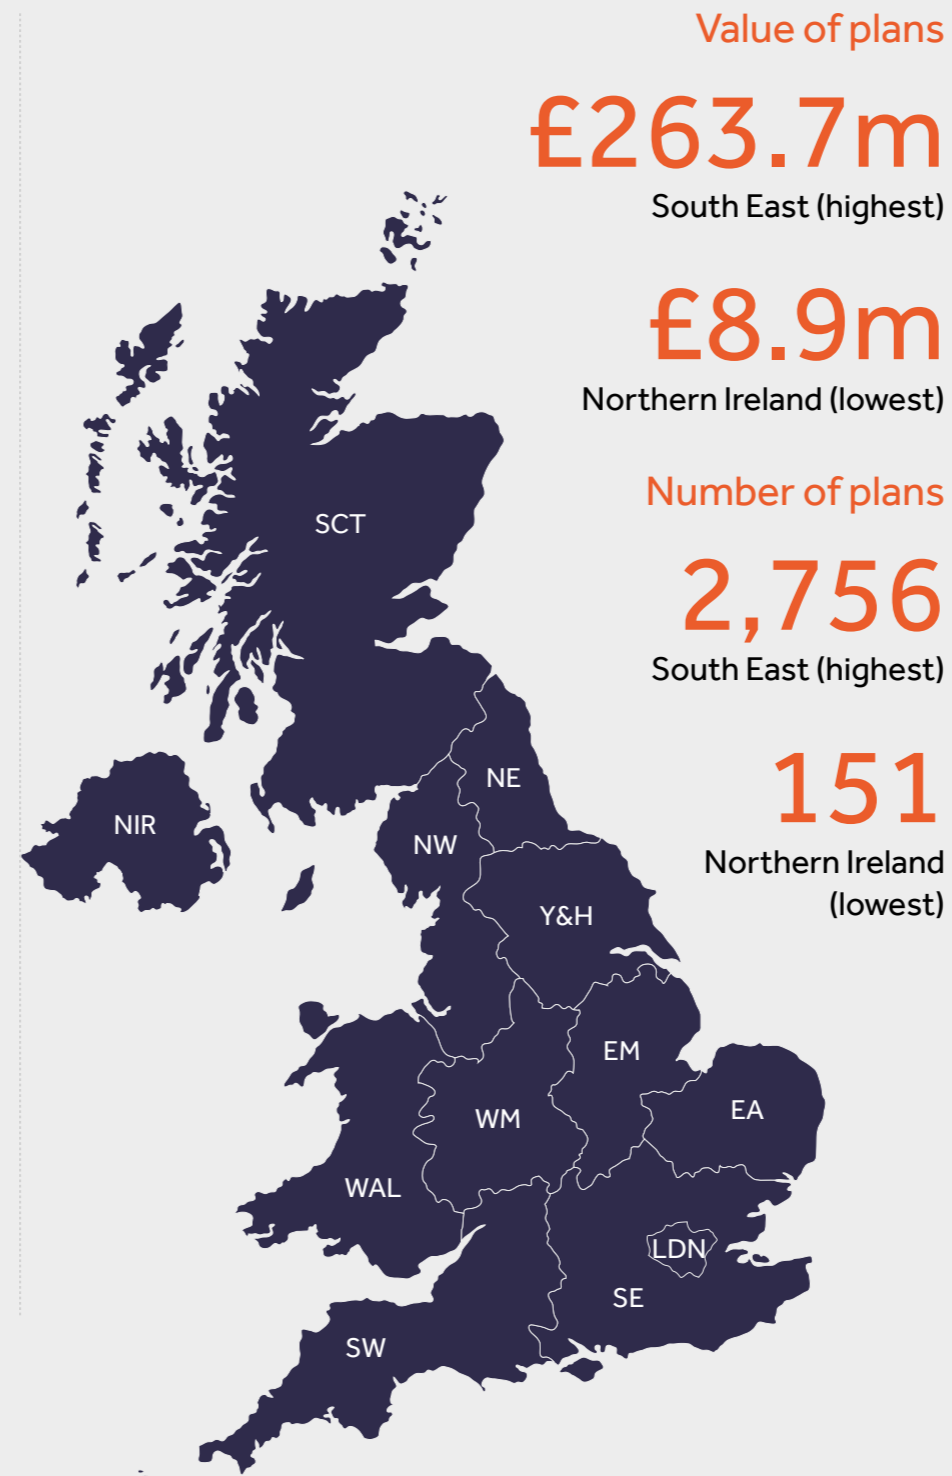 Value of plans
£263.7m
South East (highest)
£8.9m
Northern Ireland (lowest)
Number of plans
2,756
South East (highest)
151
Northern Ireland
(lowest)
SCT
NE
NIR
NW
Y&H
EM
EA
WM
WAL
LDN
SE
SW